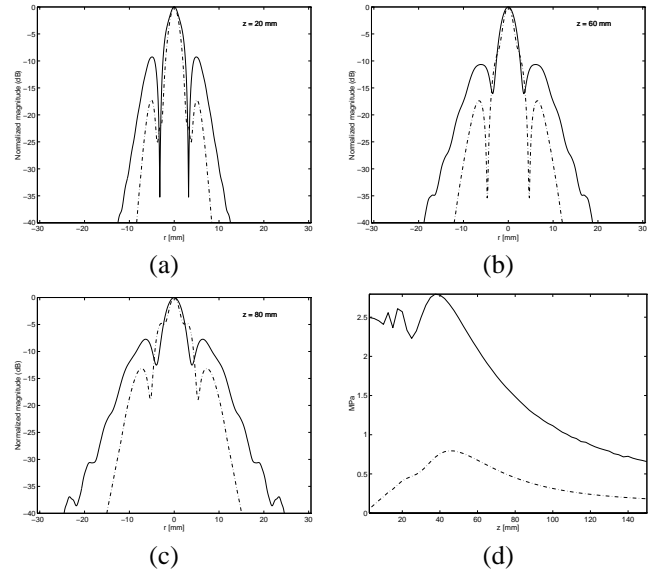 0
−5
−10
−15
−20
−25
−30
−35
−40
−30 −20 −10 0 10 20 30
Normalized magnitude (dB)
r [mm]
z = 20 mm
(a)
0
−5
−10
−15
−20
−25
−30
−35
−40
−30 −20 −10 0 10 20 30
Normalized magnitude (dB)
r [mm]
z = 60 mm
(b)
0
−5
−10
−15
−20
−25
−30
−35
−40
−30 −20 −10 0 10 20 30
Normalized magnitude (dB)
r [mm]
z = 80 mm
(c)
2.5
2
1.5
1
0.5
0
20 40 60 80 100 120 140
MPa
z [mm]
(d)